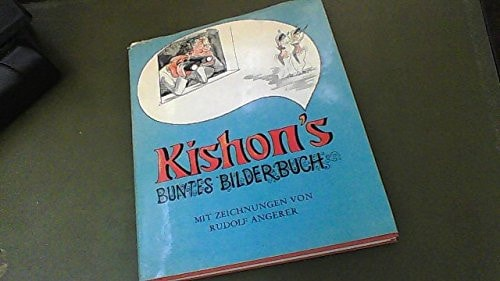 Kishon's
BUNTES BILDERBUCH
MIT ZEICHNUNGEN VON
RUDOLF ANGERER